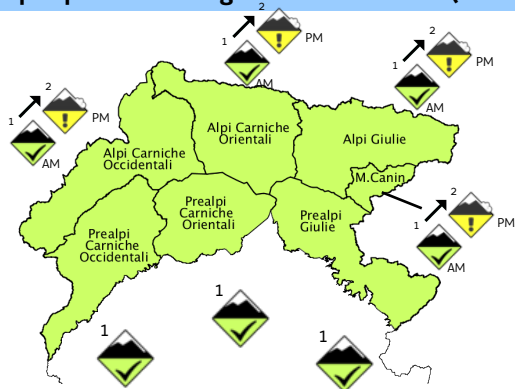 2
1
PM
AM
2
1
PM
AM
2
1
PM
AM
Alpi Carniche
Orientali
Alpi Giulie
Alpi Carniche
Occidentali
M.Canin
2
1
PM
AM
Prealpi
Carniche
Orientali
Prealpi
Giulie
Prealpi
Carniche
Occidentali
1
1
1